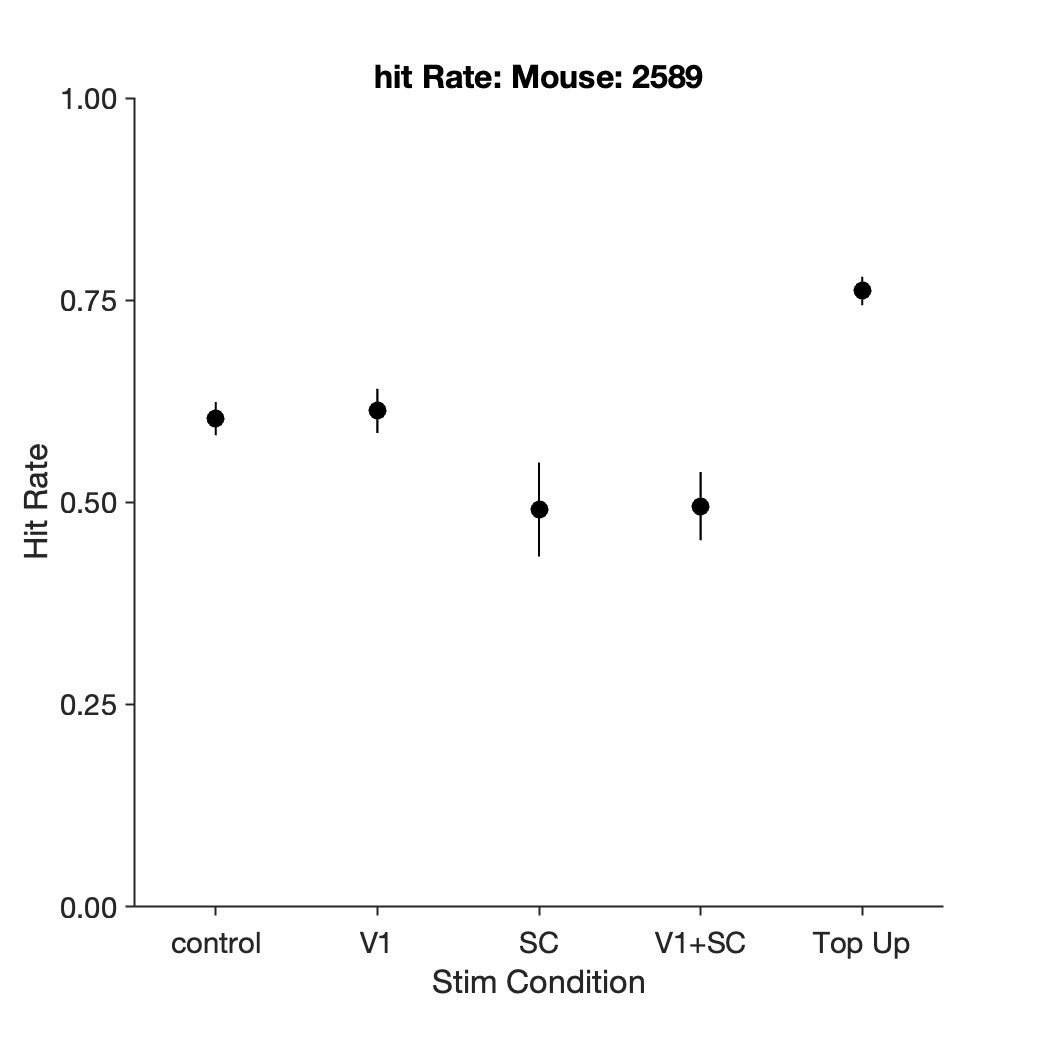 hit Rate: Mouse: 2589
1.00
0.75
0.50
0.25
0.00
Hit Rate
control V1 SC V1+SC Top Up
Stim Condition